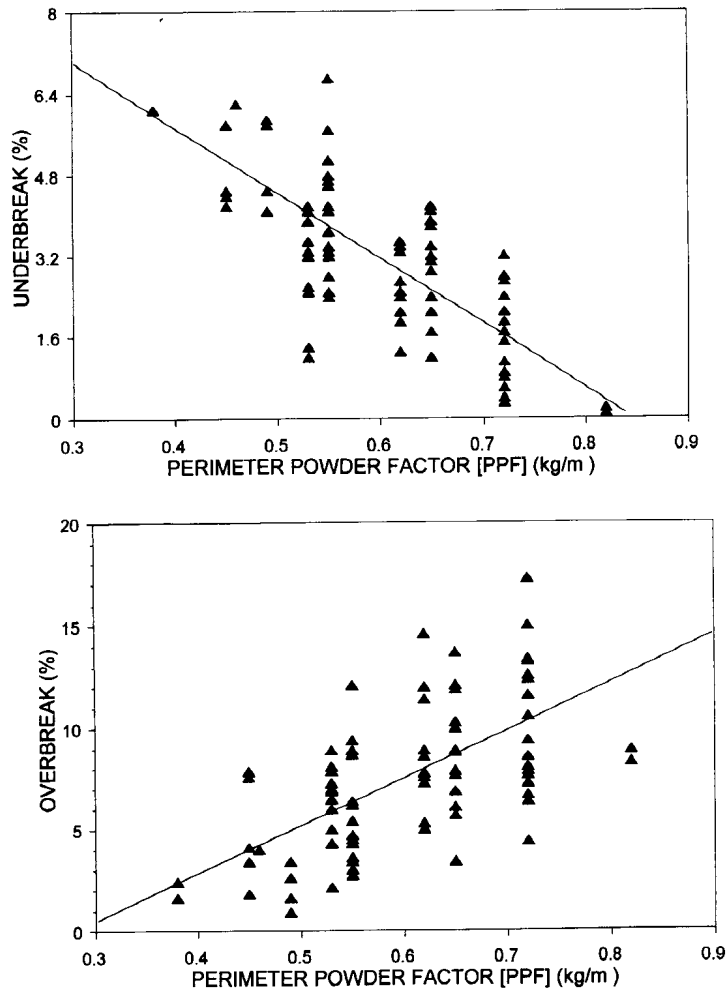 8
6.4
4.8
3.2
1.6
0
UNDERBREAK (%)
0.3 0.4 0.5 0.6 0.7 0.8 0.9
PERIMETER POWDER FACTOR [PPF] (kg/m )
20
15
10
5
0
OVERBREAK (%)
0.3 0.4 0.5 0.6 0.7 0.8 0.9
PERIMETER POWDER FACTOR [PPF] (kg/m)